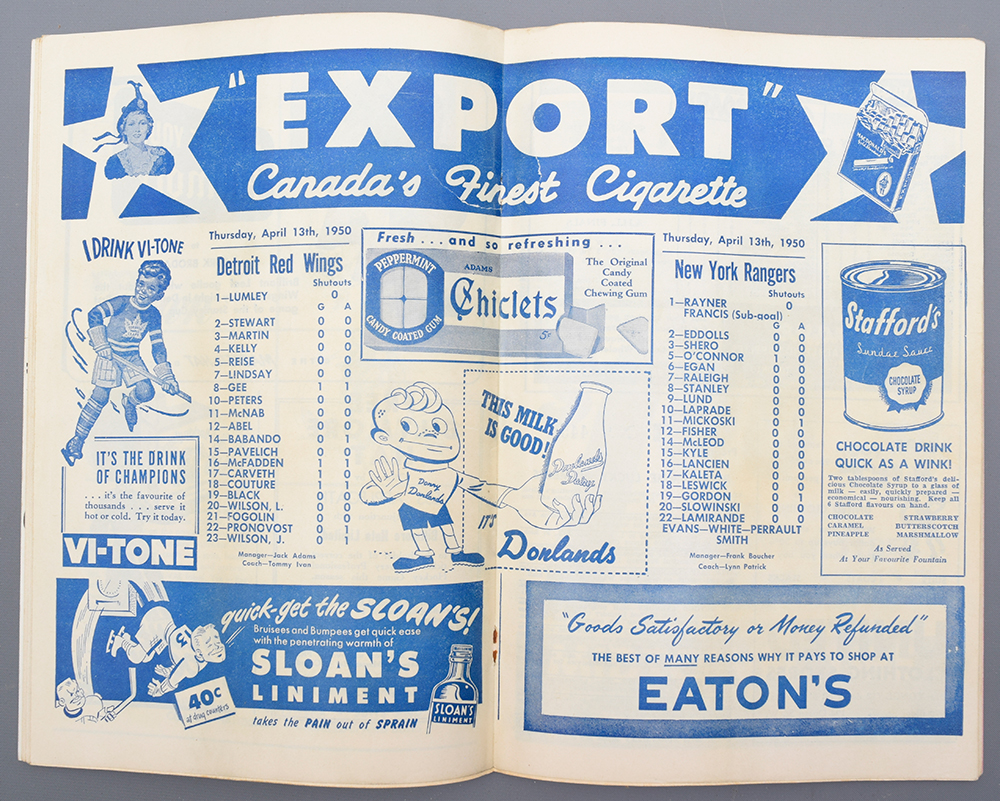 "EXPORT"
Canada's Finest Cigarette
MACDONALD'S
I DRINK VI-TONE
IT'S THE DRINK
OF CHAMPIONS
. . . it's the favourite of
thousands . . . serve it
hot or cold. Try it today.
VI-TONE
Thursday, April 13th, 1950
Detroit Red Wings
Shutouts
1—LUMLEY 0
G A
2—STEWART 0 0
3—MARTIN 0 0
4—KELLY 0 0
5—REISE 0 0
7—LINDSAY 0 0
8—GEE 1 1
10—PETERS 0 0
11—McNAB 0 0
12—ABEL 0 0
14—BABANDO 0 1
15—PAVELICH 0 0
16—McFADDEN 1 1
17—CARVETH 1 0
18—COUTURE 1 1
19—BLACK 0 0
20—WILSON, L. 0 0
21—FOGOLIN 0 0
22—PRONOVOST 0 1
23—WILSON, J. 0 0
Manager—Jack Adams
Coach—Tommy Ivan
Fresh . . . and so refreshing . . .
PEPPERMINT
CANDY COATED GUM
ADAMS
Chiclets
5c
The Original
Candy
Coated
Chewing Gum
THIS MILK
IS GOOD!
Donlands
Dairy
Donny
Donlands
IT'S
Donlands
Thursday, April 13th, 1950
New York Rangers
Shutouts
1—RAYNER 0
FRANCIS (Sub-goal)
G A
2—EDDOLLS 0 0
3—SHERO 0 0
5—O'CONNOR 1 0
6—EGAN 0 0
7—RALEIGH 0 0
8—STANLEY 0 0
9—LUND 0 0
10—LAPRADE 0 0
11—MICKOSKI 0 1
12—FISHER 0 0
14—McLEOD 0 0
15—KYLE 0 0
16—LANCIEN 0 0
17—KALETA 0 0
18—LESWICK 0 0
19—GORDON 0 1
20—SLOWINSKI 0 0
22—LAMIRANDE 0 0
EVANS—WHITE—PERRAULT
SMITH
Manager—Frank Boucher
Coach—Lynn Patrick
Stafford's
Sundae Sauce
CHOCOLATE
SYRUP
CHOCOLATE DRINK
QUICK AS A WINK!
Two tablespoons of Stafford's deli-
cious Chocolate Syrup to a glass of
milk — easily, quickly prepared —
economical — nourishing. Keep all
6 Stafford flavours on hand.
CHOCOLATE STRAWBERRY
CARAMEL BUTTERSCOTCH
PINEAPPLE MARSHMALLOW
As Served
At Your Favourite Fountain
quick-get the SLOAN'S!
Bruisees and Bumpees get quick ease
with the penetrating warmth of
SLOAN'S
LINIMENT
13
40c
at drug counters
takes the PAIN out of SPRAIN
SLOAN'S
LINIMENT
"Goods Satisfactory or Money Refunded"
THE BEST OF MANY REASONS WHY IT PAYS TO SHOP AT
EATON'S